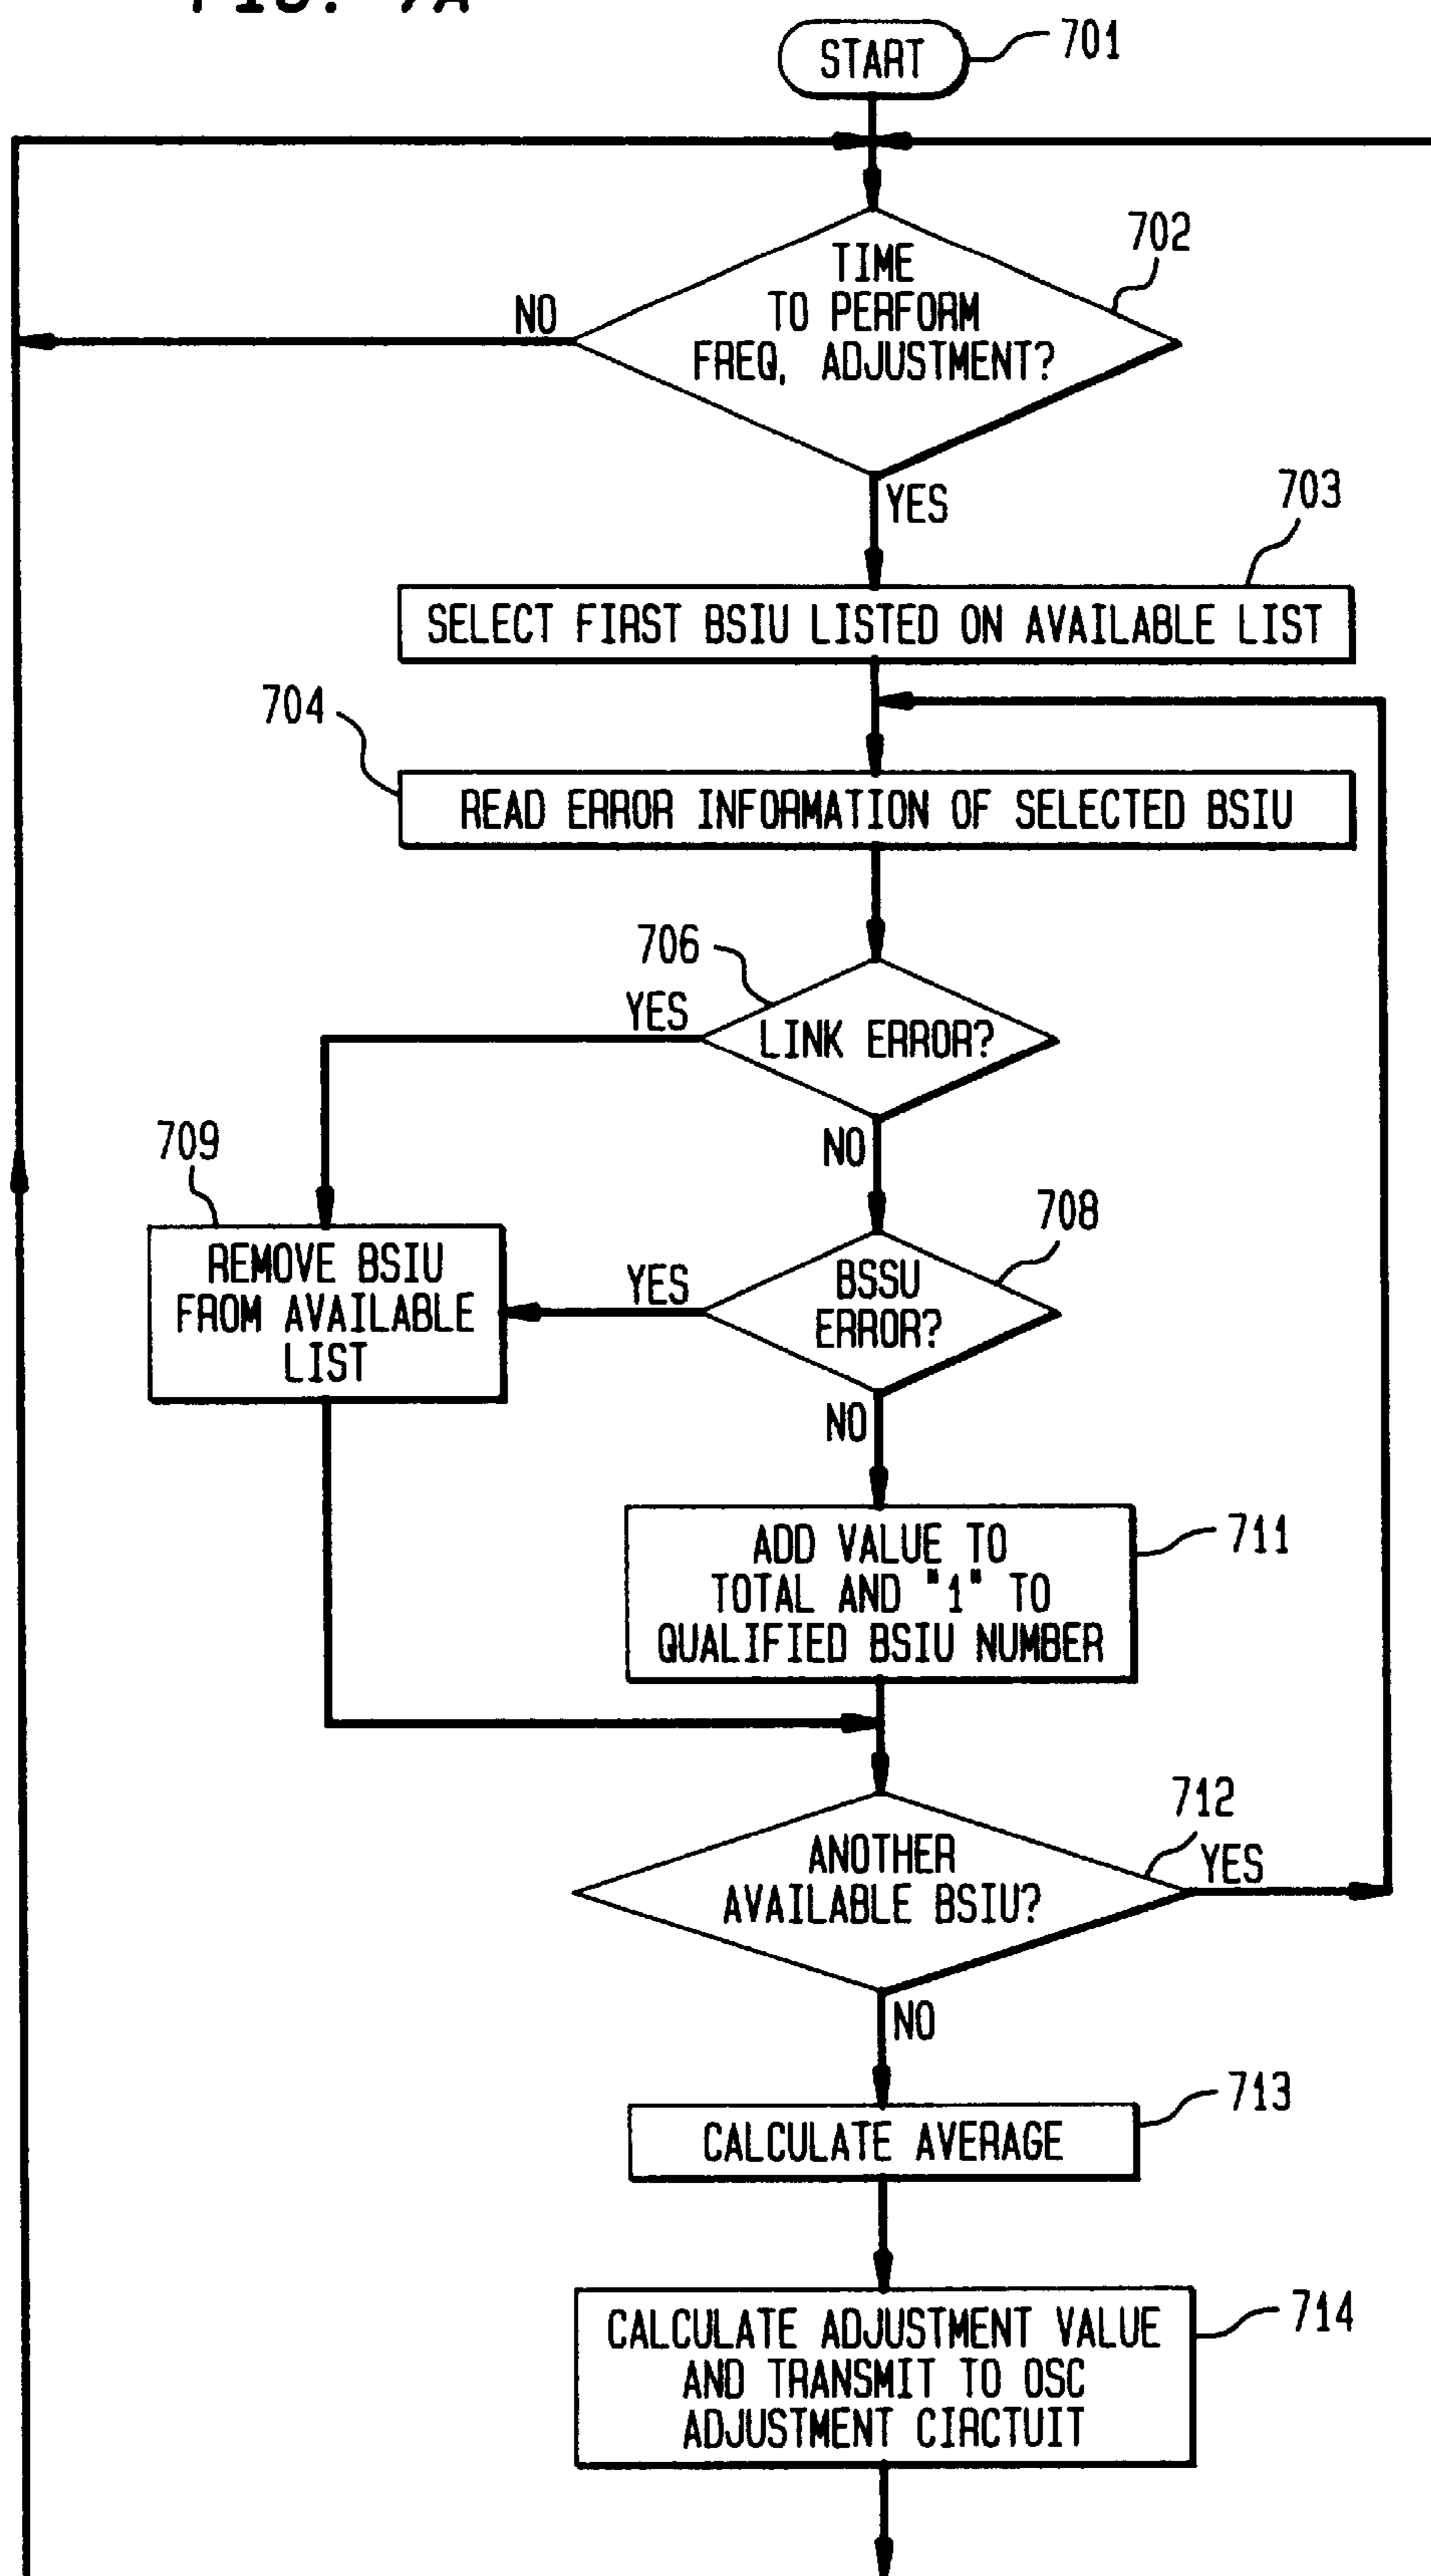 FIG. 7A
START
701
702
TIME
TO PERFORM
FREQ, ADJUSTMENT?
NO
YES
703
SELECT FIRST BSIU LISTED ON AVAILABLE LIST
704
READ ERROR INFORMATION OF SELECTED BSIU
706
YES
LINK ERROR?
NO
709
708
REMOVE BSIU
FROM AVAILABLE
LIST
YES
BSSU
ERROR?
NO
ADD VALUE TO
TOTAL AND "1" TO
QUALIFIED BSIU NUMBER
711
712
ANOTHER
AVAILABLE BSIU?
YES
NO
713
CALCULATE AVERAGE
CALCULATE ADJUSTMENT VALUE
AND TRANSMIT TO OSC
ADJUSTMENT CIRCTUIT
714